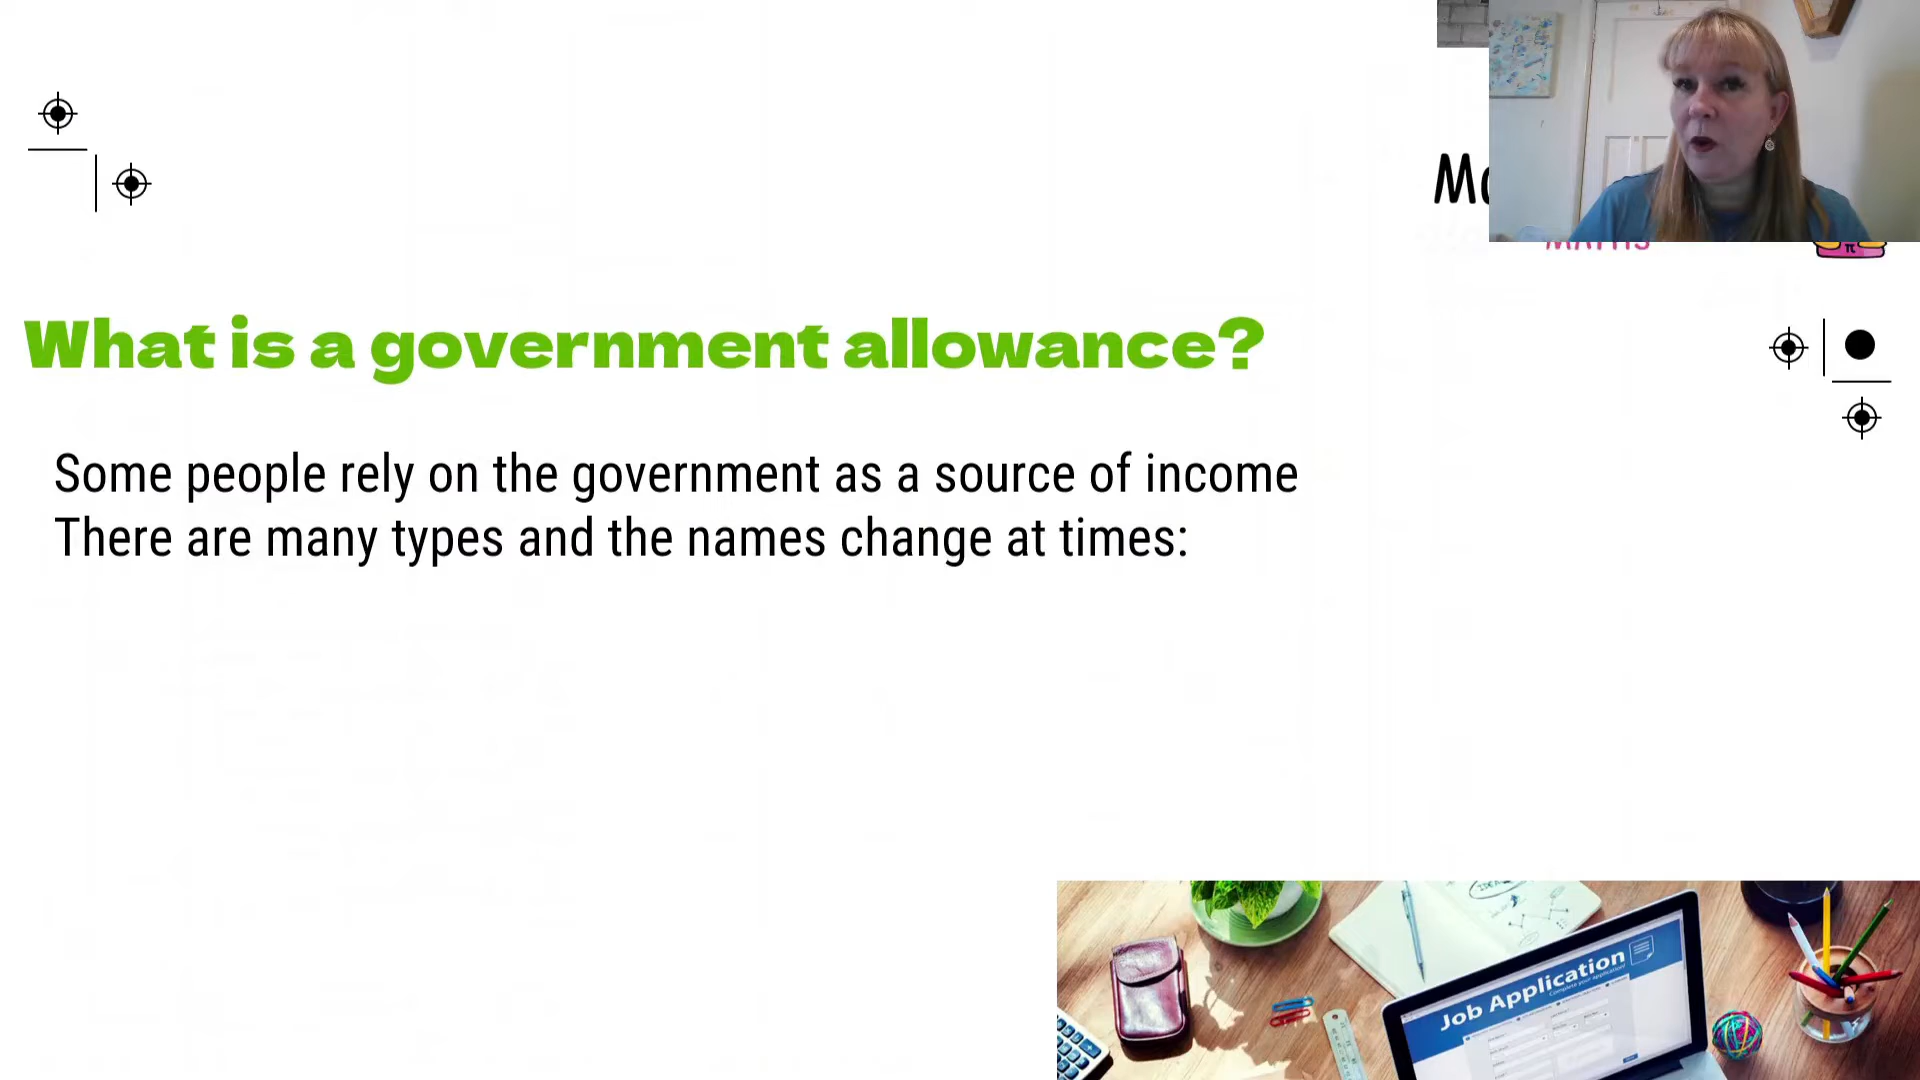 What is a government allowance?
Some people rely on the government as a source of income
There are many types and the names change at times:
Job Application